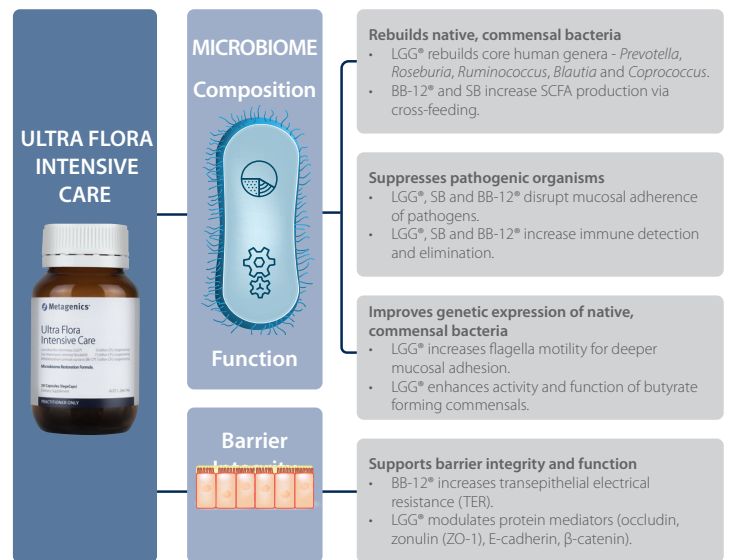 ULTRA FLORA
INTENSIVE
CARE
Metagenics
Ultra Flora
Intensive Care
Microbiome Restoration Formula.
PRACTITIONER ONLY
MICROBIOME
Composition
Function
Barrier
Integrity
Rebuilds native, commensal bacteria
• LGG® rebuilds core human genera - Prevotella,
Roseburia, Ruminococcus, Blautia and Coprococcus.
• BB-12® and SB increase SCFA production via
cross-feeding.
Suppresses pathogenic organisms
• LGG®, SB and BB-12® disrupt mucosal adherence
of pathogens.
• LGG®, SB and BB-12® increase immune detection
and elimination.
Improves genetic expression of native,
commensal bacteria
• LGG® increases flagella motility for deeper
mucosal adhesion.
• LGG® enhances activity and function of butyrate
forming commensals.
Supports barrier integrity and function
• BB-12® increases transepithelial electrical
resistance (TER).
• LGG® modulates protein mediators (occludin,
zonulin (ZO-1), E-cadherin, β-catenin).